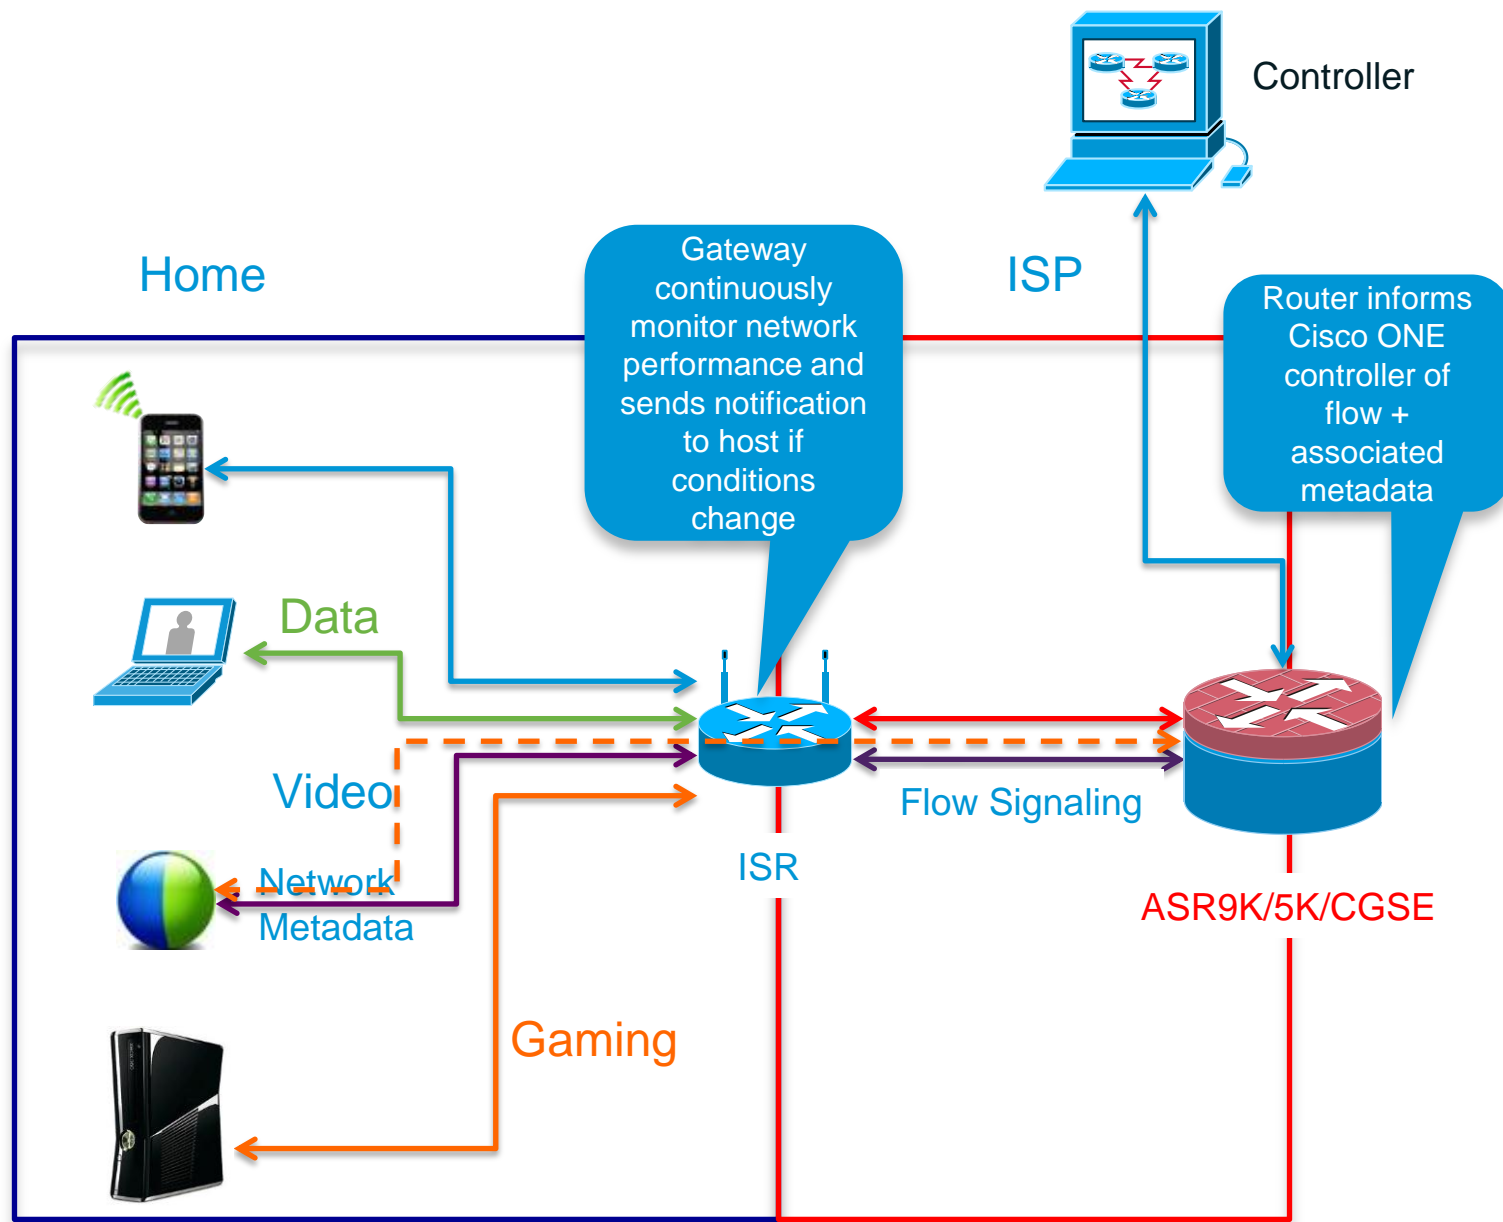 Controller
Home
ISP
Gateway
continuously
monitor network
performance and
sends notification
to host if
conditions
change
Router informs
Cisco ONE
controller of
flow +
associated
metadata
Data
Video
Flow Signaling
ISR
Network
Metadata
ASR9K/5K/CGSE
Gaming